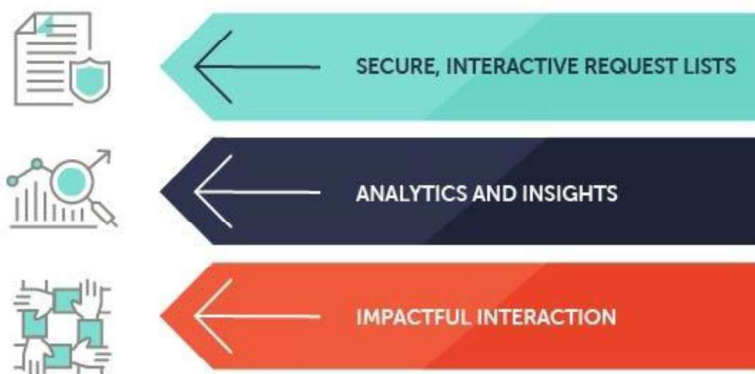 SECURE, INTERACTIVE REQUEST LISTS
ANALYTICS AND INSIGHTS
IMPACTFUL INTERACTION